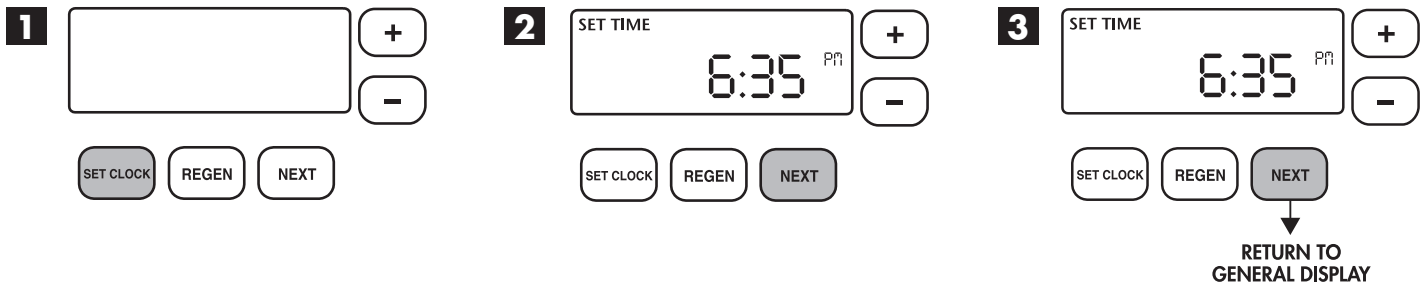 1
+
−
SET CLOCK REGEN NEXT
2
SET TIME
6:35 PM
+
−
SET CLOCK REGEN NEXT
3
SET TIME
6:35 PM
+
−
SET CLOCK REGEN NEXT
RETURN TO
GENERAL DISPLAY